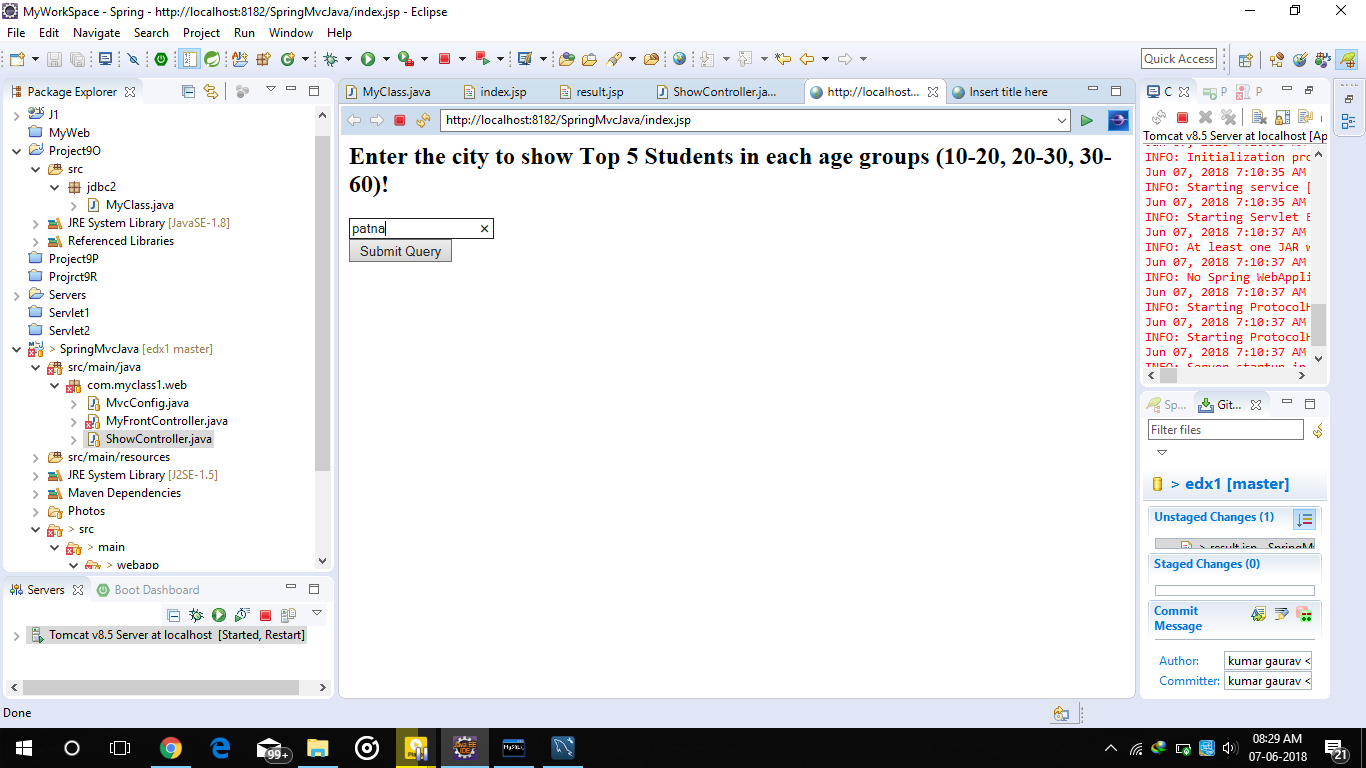 MyWorkSpace - Spring - http://localhost:8182/SpringMvcJava/index.jsp - Eclipse
File Edit Navigate Search Project Run Window Help
Quick Access
Package Explorer
J1
MyWeb
Project9O
src
jdbc2
MyClass.java
JRE System Library [JavaSE-1.8]
Referenced Libraries
Project9P
Projrct9R
Servers
Servlet1
Servlet2
> SpringMvcJava [edx1 master]
src/main/java
com.myclass1.web
MvcConfig.java
MyFrontController.java
ShowController.java
src/main/resources
JRE System Library [J2SE-1.5]
Maven Dependencies
Photos
> src
> main
> webapp
Servers Boot Dashboard
Tomcat v8.5 Server at localhost [Started, Restart]
MyClass.java index.jsp result.jsp ShowController.ja... http://localhost... Insert title here
http://localhost:8182/SpringMvcJava/index.jsp
Enter the city to show Top 5 Students in each age groups (10-20, 20-30, 30-
60)!
patna
Submit Query
C P P
Tomcat v8.5 Server at localhost [Ap
INFO: Initialization pro
Jun 07, 2018 7:10:35 AM
INFO: Starting service [
Jun 07, 2018 7:10:35 AM
INFO: Starting Servlet E
Jun 07, 2018 7:10:37 AM
INFO: At least one JAR w
Jun 07, 2018 7:10:37 AM
INFO: No Spring WebAppli
Jun 07, 2018 7:10:37 AM
INFO: Starting ProtocolH
Jun 07, 2018 7:10:37 AM
INFO: Starting ProtocolH
Jun 07, 2018 7:10:37 AM
INFO: Server startup in
Sp... Git...
Filter files
> edx1 [master]
Unstaged Changes (1)
> result.jsp - SpringM
Staged Changes (0)
Commit
Message
Author: kumar gaurav <
Committer: kumar gaurav <
Done
99+
MySQL
08:29 AM
07-06-2018
21